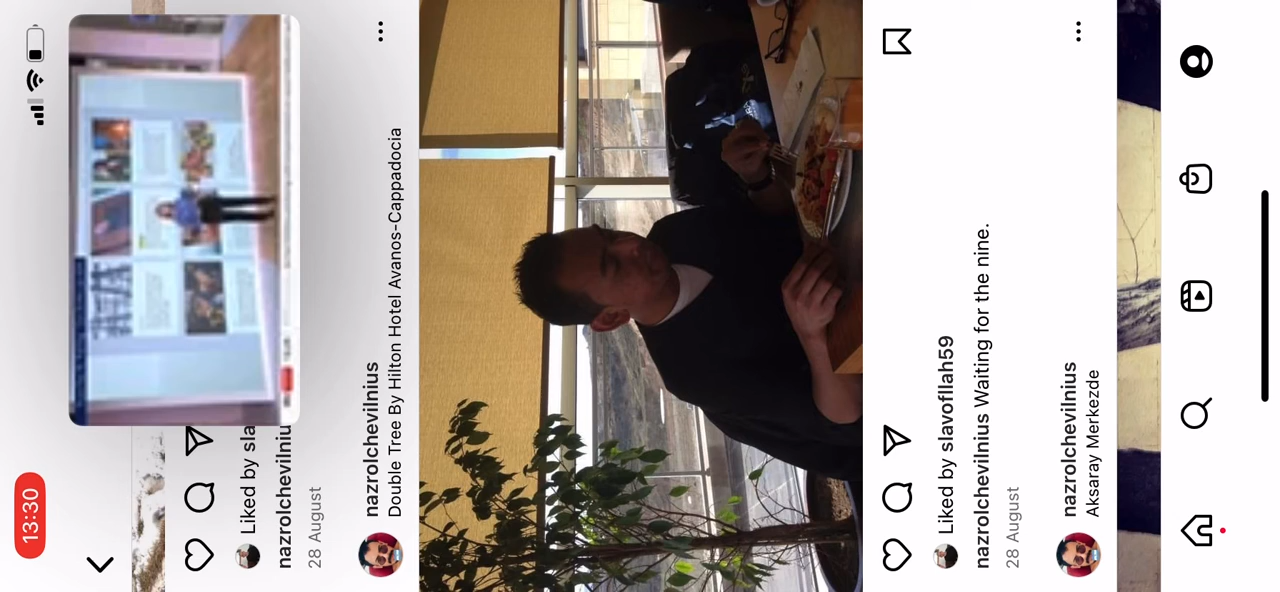 13:30
Liked by sla
nazrolchevilniu
28 August
nazrolchevilnius
Double Tree By Hilton Hotel Avanos-Cappadocia
Liked by slavofllah59
nazrolchevilnius Waiting for the nine.
28 August
nazrolchevilnius
Aksaray Merkezde